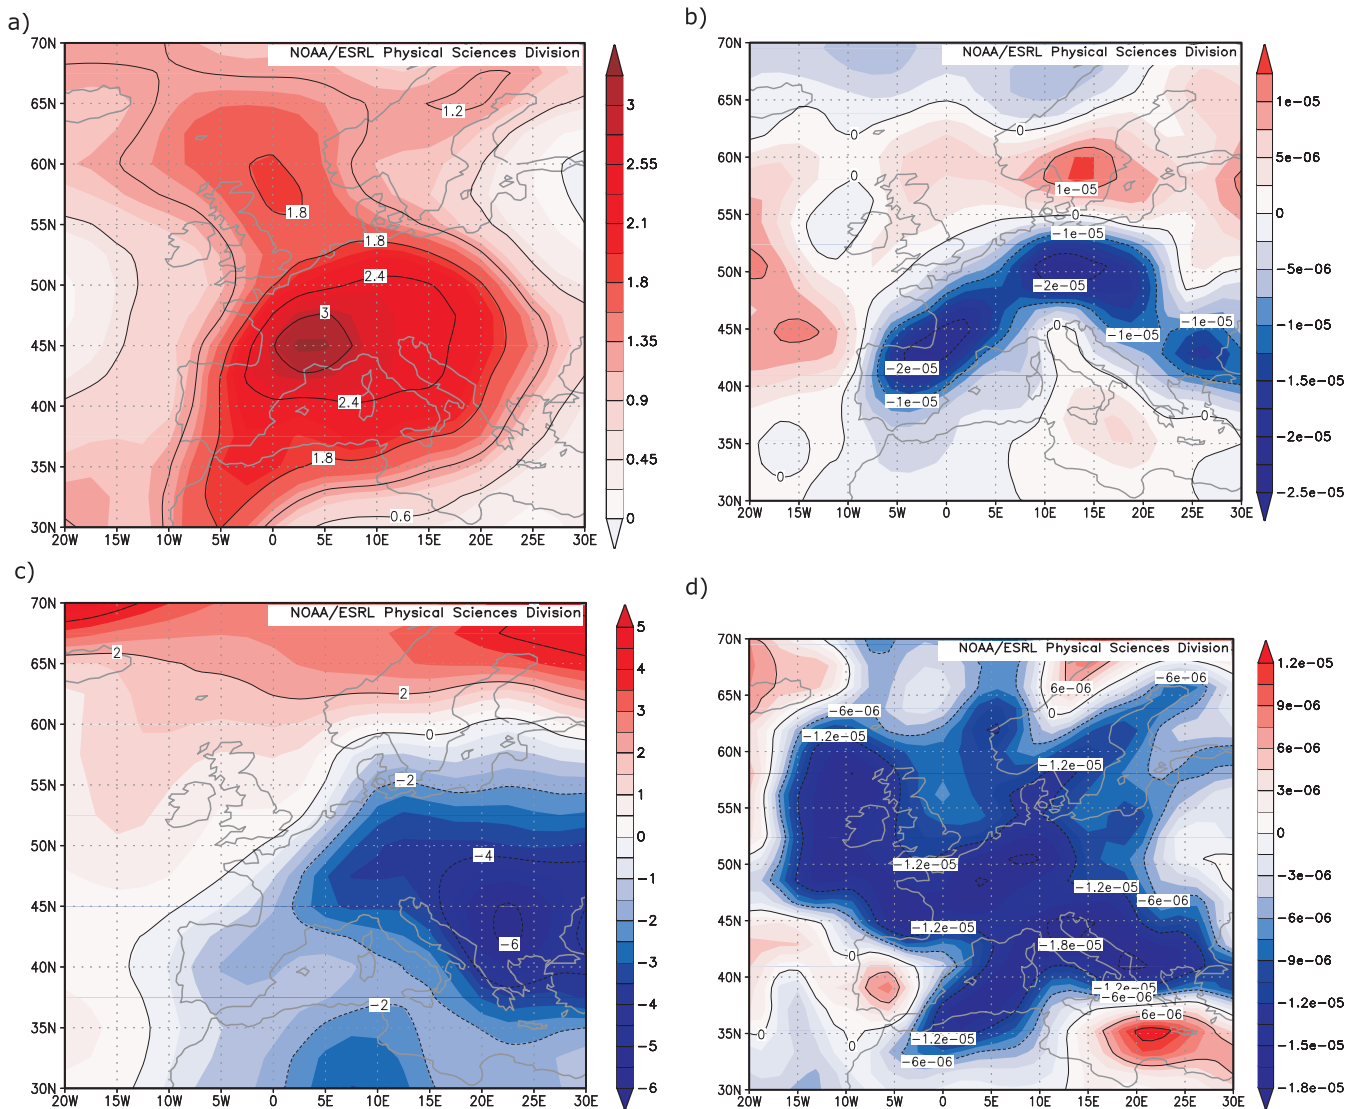 a)
NOAA/ESRL Physical Sciences Division
70N
65N
60N
55N
50N
45N
40N
35N
30N
20W 15W 10W 5W 0 5E 10E 15E 20E 25E 30E
1.2
1.8
1.8
2.4
3
2.4
1.8
0.6
3
2.55
2.1
1.8
1.35
0.9
0.45
0
b)
NOAA/ESRL Physical Sciences Division
70N
65N
60N
55N
50N
45N
40N
35N
30N
20W 15W 10W 5W 0 5E 10E 15E 20E 25E 30E
0
0
0
1e-05
0
-1e-05
-2e-05
0
-1e-05
-1e-05
-2e-05
-1e-05
0
0
1e-05
5e-06
0
-5e-06
-1e-05
-1.5e-05
-2e-05
-2.5e-05
c)
NOAA/ESRL Physical Sciences Division
70N
65N
60N
55N
50N
45N
40N
35N
30N
20W 15W 10W 5W 0 5E 10E 15E 20E 25E 30E
2
2
0
-2
-4
-6
-2
5
4
3
2
1
0
-1
-2
-3
-4
-5
-6
d)
NOAA/ESRL Physical Sciences Division
70N
65N
60N
55N
50N
45N
40N
35N
30N
20W 15W 10W 5W 0 5E 10E 15E 20E 25E 30E
-6e-06
6e-06
-6e-06
0
-1.2e-05
-1.2e-05
0
-1.2e-05
-1.2e-05
-6e-06
-1.2e-05
-1.8e-05
0
-1.2e-05
-6e-06
6e-06
0
0
-1.2e-05
-6e-06
1.2e-05
9e-06
6e-06
3e-06
0
-3e-06
-6e-06
-9e-06
-1.2e-05
-1.5e-05
-1.8e-05